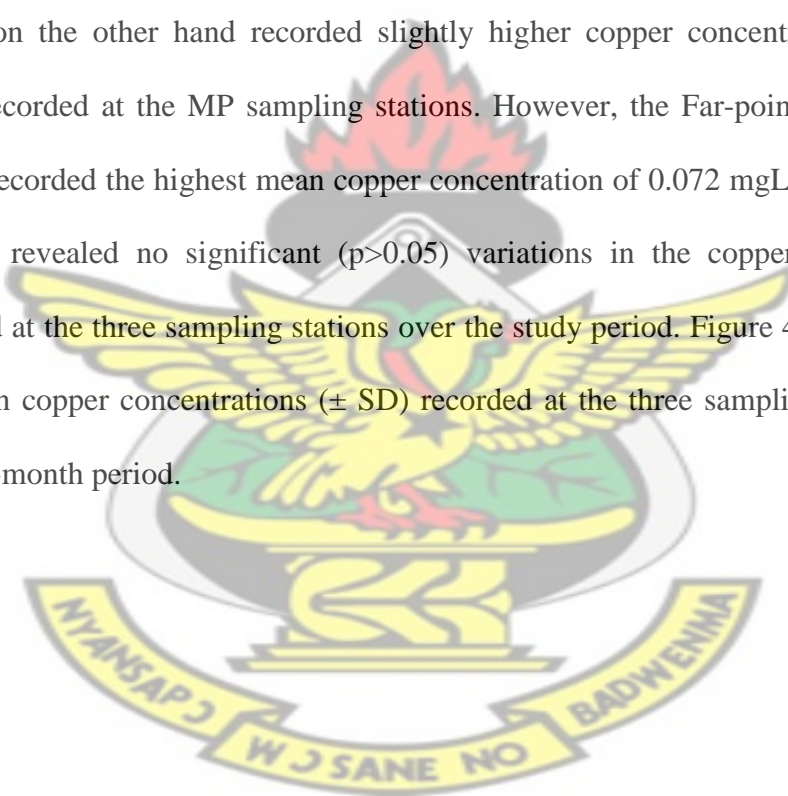 on the other hand recorded slightly higher copper concent
ecorded at the MP sampling stations. However, the Far-poin
ecorded the highest mean copper concentration of 0.072 mgL
revealed no significant (p>0.05) variations in the copper
l at the three sampling stations over the study period. Figure 4
n copper concentrations (± SD) recorded at the three sampli
month period.
NYANSAPƆ
WƆSANE NO
BADWENMA